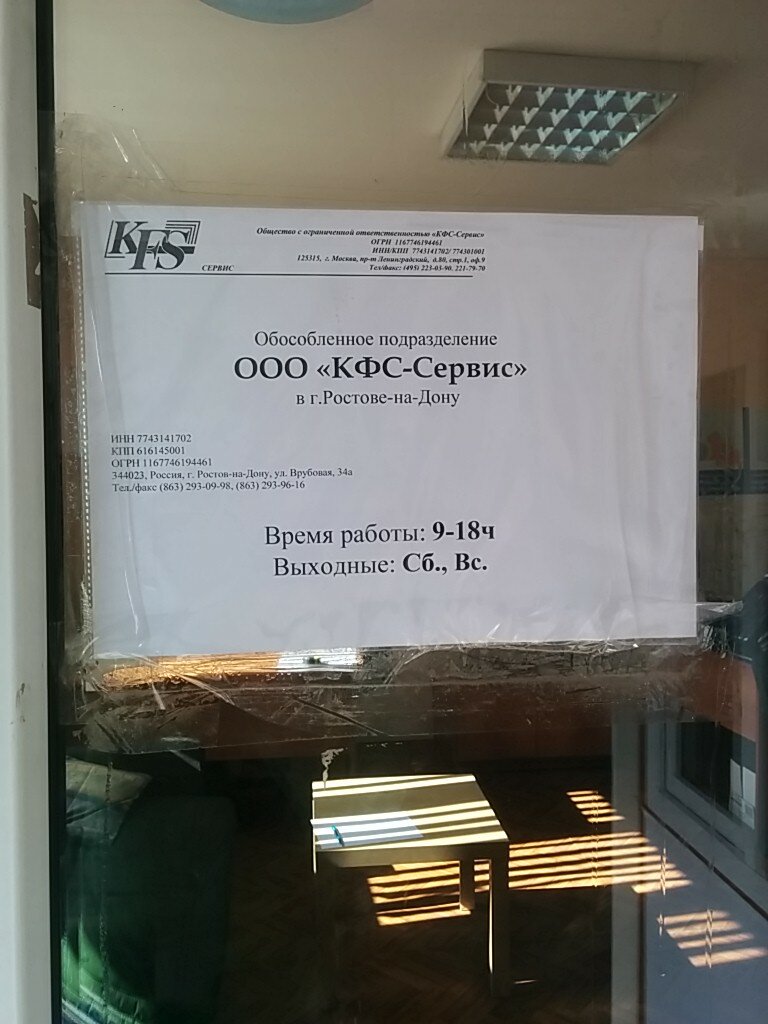 KFS
СЕРВИС
Общество с ограниченной ответственностью «КФС-Сервис»
ОГРН 1167746194461
ИНН/КПП 7743141702/ 774301001
125315, г. Москва, пр-т Ленинградский, д.80, стр.1, оф.9
Тел/факс: (495) 223-03-90, 221-79-70
Обособленное подразделение
ООО «КФС-Сервис»
в г.Ростове-на-Дону
ИНН 7743141702
КПП 616145001
ОГРН 1167746194461
344023, Россия, г. Ростов-на-Дону, ул. Врубовая, 34а
Тел./факс (863) 293-09-98, (863) 293-96-16
Время работы: 9-18ч
Выходные: Сб., Вс.